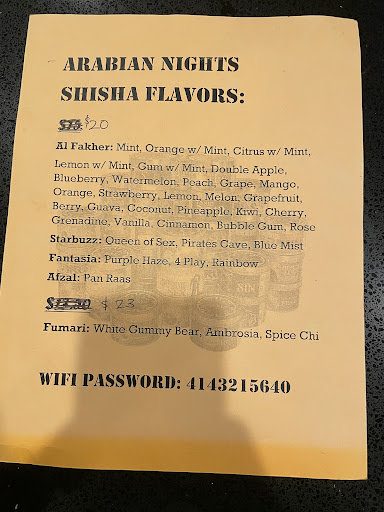 ARABIAN NIGHTS
SHISHA FLAVORS:
$20
Al Fakher: Mint, Orange w/ Mint, Citrus w/ Mint,
Lemon w/ Mint, Gum w/ Mint, Double Apple,
Blueberry, Watermelon, Peach, Grape, Mango,
Orange, Strawberry, Lemon, Melon, Grapefruit,
Berry, Guava, Coconut, Pineapple, Kiwi, Cherry,
Grenadine, Vanilla, Cinnamon, Bubble Gum, Rose
Starbuzz: Queen of Sex, Pirates Cave, Blue Mist
Fantasia: Purple Haze, 4 Play, Rainbow
Afzal: Pan Raas
$ 23
Fumari: White Gummy Bear, Ambrosia, Spice Chi
WIFI PASSWORD: 4143215640